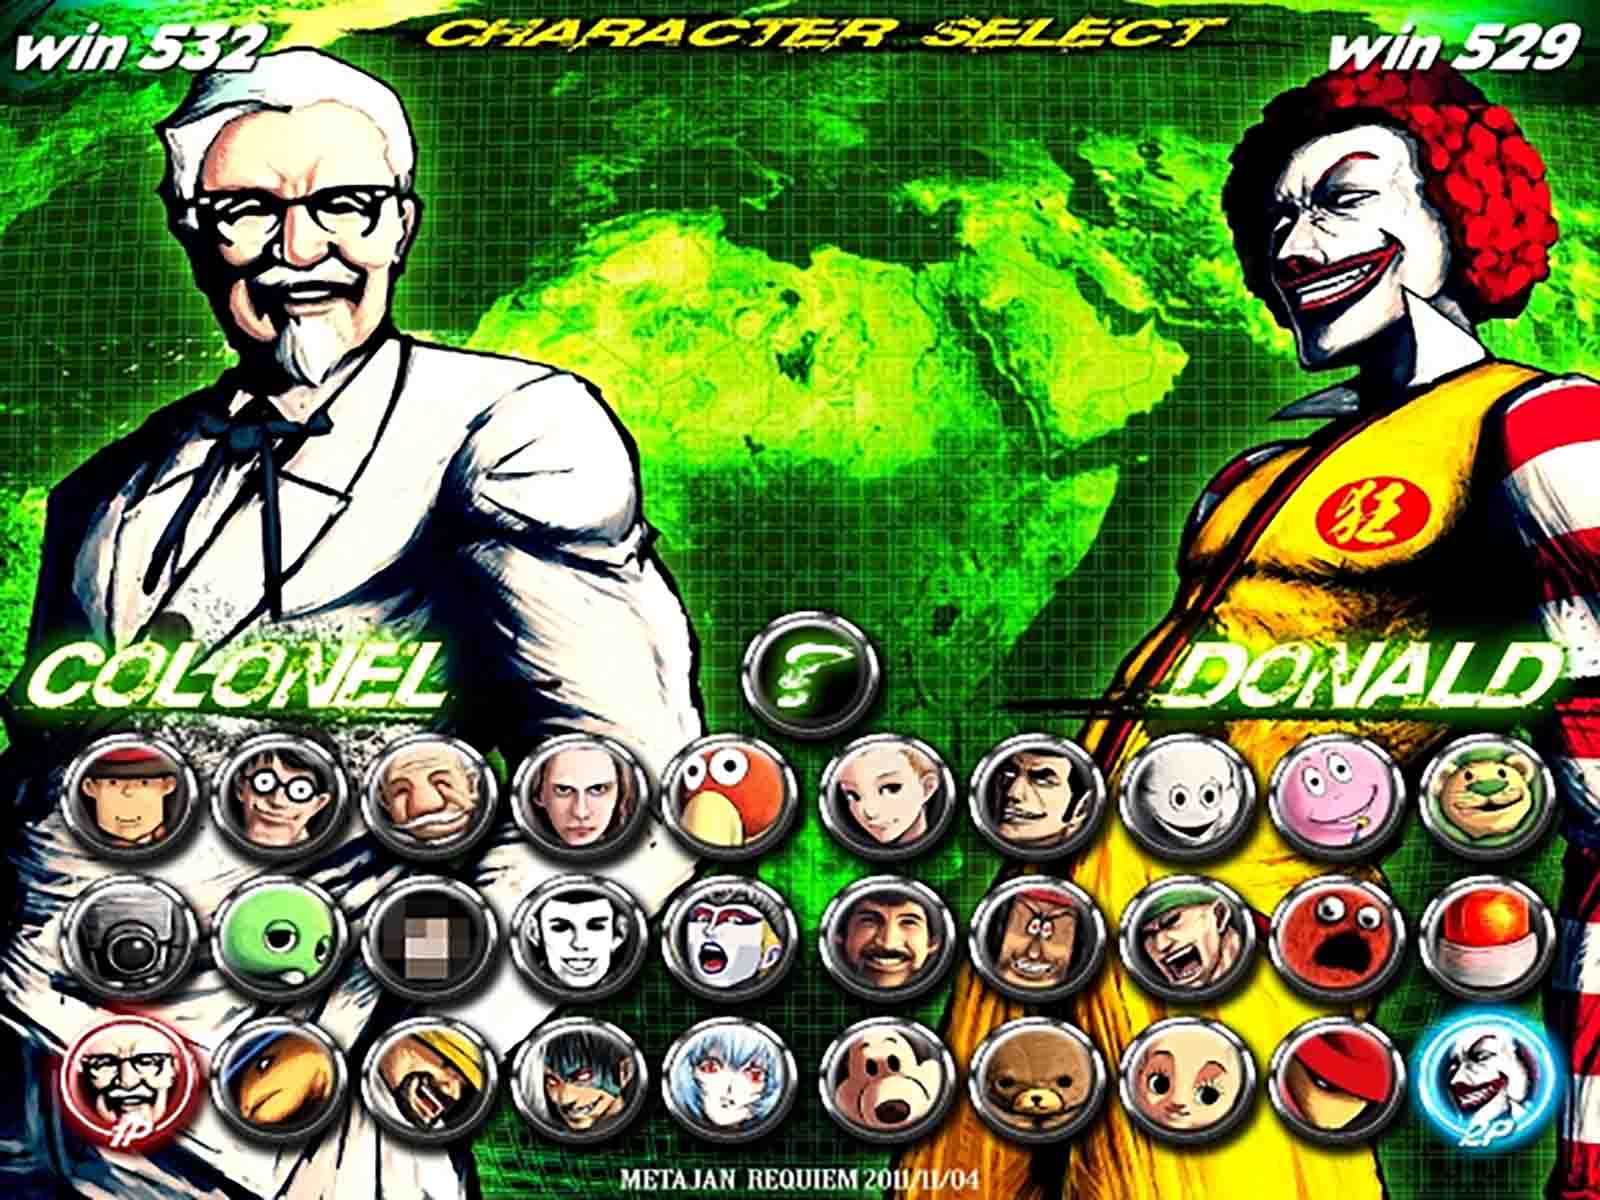 CHARACTER SELECT
win 532
win 529
狂
COLONEL
?
DONALD
1P
2P
METAJAN REQUIEM 2011/11/04